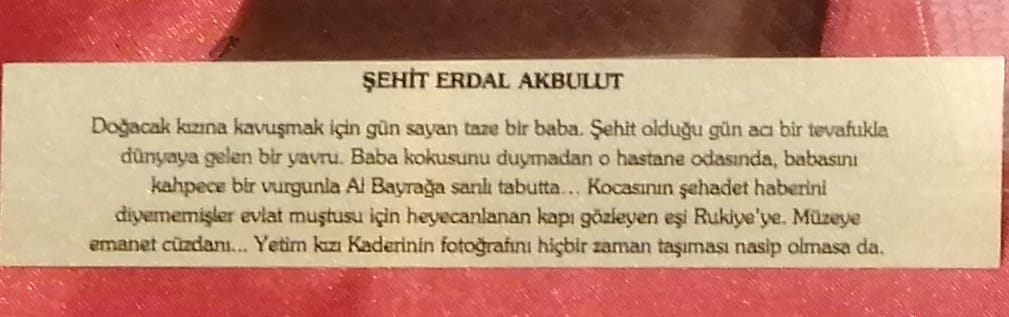 ŞEHİT ERDAL AKBULUT
Doğacak kızına kavuşmak için gün sayan taze bir baba. Şehit olduğu gün acı bir tevafukla
dünyaya gelen bir yavru. Baba kokusunu duymadan o hastane odasında, babasını
kahpece bir vurgunla Al Bayrağa sarılı tabutta... Kocasının şehadet haberini
diyememişler evlat muştusu için heyecanlanan kapı gözleyen eşi Rukiye'ye. Müzeye
emanet cüzdanı... Yetim kızı Kaderinin fotoğrafını hiçbir zaman taşıması nasip olmasa da.